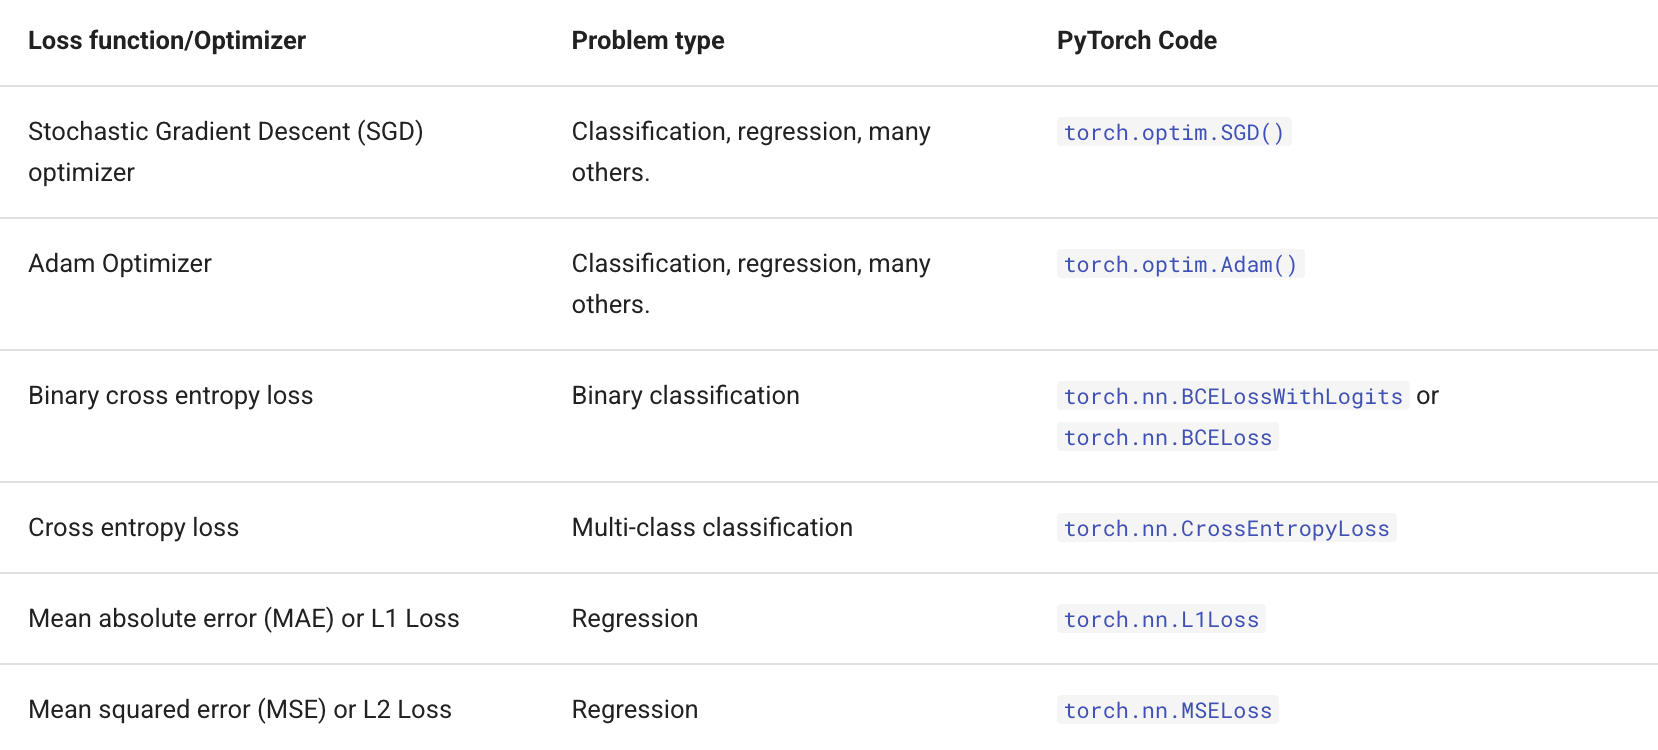 Loss function/Optimizer Problem type PyTorch Code
Stochastic Gradient Descent (SGD) Classification, regression, many torch.optim.SGD()
optimizer others.
Adam Optimizer Classification, regression, many torch.optim.Adam()
others.
Binary cross entropy loss Binary classification torch.nn.BCELossWithLogits or
torch.nn.BCELoss
Cross entropy loss Multi-class classification torch.nn.CrossEntropyLoss
Mean absolute error (MAE) or L1 Loss Regression torch.nn.L1Loss
Mean squared error (MSE) or L2 Loss Regression torch.nn.MSELoss